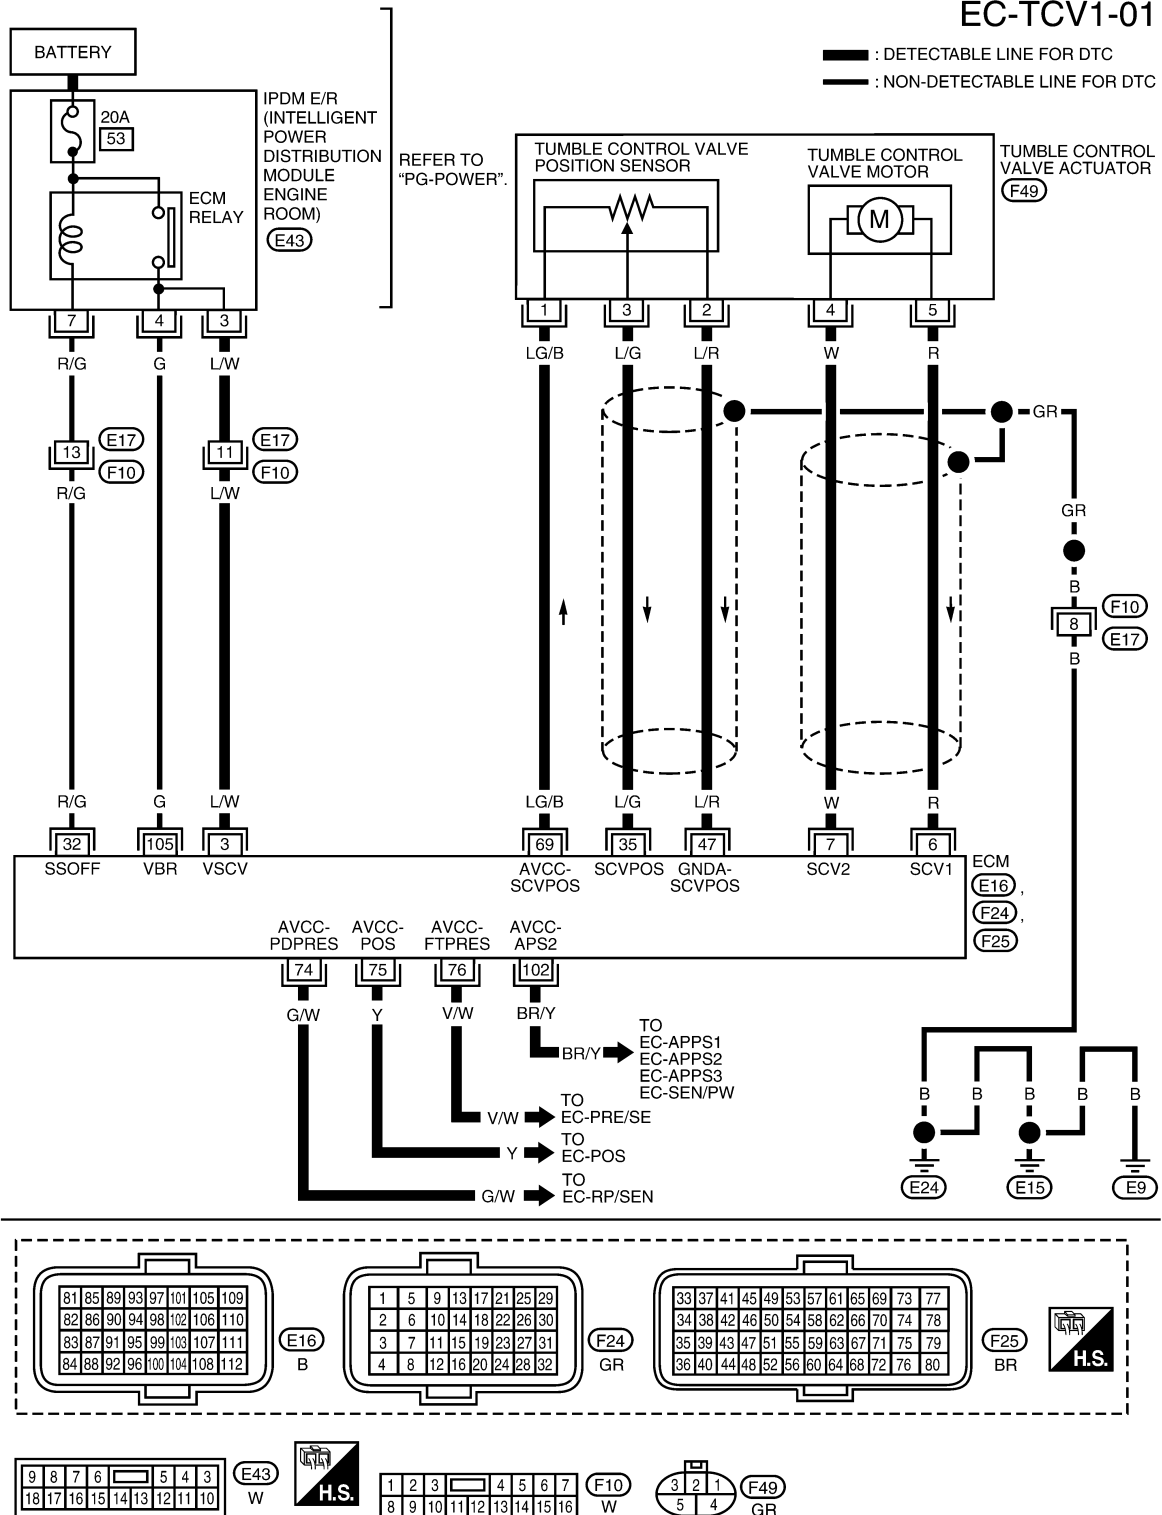 EC-TCV1-01
: DETECTABLE LINE FOR DTC
: NON-DETECTABLE LINE FOR DTC
BATTERY
20A
53
ECM
RELAY
IPDM E/R
(INTELLIGENT
POWER
DISTRIBUTION
MODULE
ENGINE
ROOM)
E43
REFER TO
“PG-POWER”.
TUMBLE CONTROL VALVE
POSITION SENSOR
TUMBLE CONTROL
VALVE MOTOR
M
TUMBLE CONTROL
VALVE ACTUATOR
F49
7 4 3 1 3 2 4 5
R/G G L/W LG/B L/G L/R W R
GR
13 E17 F10
11 E17 F10
R/G L/W
GR
B
8 F10 E17
B
R/G G L/W LG/B L/G L/R W R
32 105 3 69 35 47 7 6
SSOFF VBR VSCV
AVCC-
SCVPOS
SCVPOS
GNDA-
SCVPOS
SCV2 SCV1
ECM
E16 ,
F24 ,
F25
AVCC-
PDPRES
AVCC-
POS
AVCC-
FTPRES
AVCC-
APS2
74 75 76 102
G/W Y V/W BR/Y
BR/Y
TO
EC-APPS1
EC-APPS2
EC-APPS3
EC-SEN/PW
V/W
TO
EC-PRE/SE
Y
TO
EC-POS
G/W
TO
EC-RP/SEN
B B B B B
E24 E15 E9
81 85 89 93 97 101 105 109
82 86 90 94 98 102 106 110
83 87 91 95 99 103 107 111
84 88 92 96 100 104 108 112
E16
B
1 5 9 13 17 21 25 29
2 6 10 14 18 22 26 30
3 7 11 15 19 23 27 31
4 8 12 16 20 24 28 32
F24
GR
33 37 41 45 49 53 57 61 65 69 73 77
34 38 42 46 50 54 58 62 66 70 74 78
35 39 43 47 51 55 59 63 67 71 75 79
36 40 44 48 52 56 60 64 68 72 76 80
F25
BR
H.S.
9 8 7 6 5 4 3
18 17 16 15 14 13 12 11 10
E43
W
H.S.
1 2 3 4 5 6 7
8 9 10 11 12 13 14 15 16
F10
W
3 2 1
5 4
F49
GR